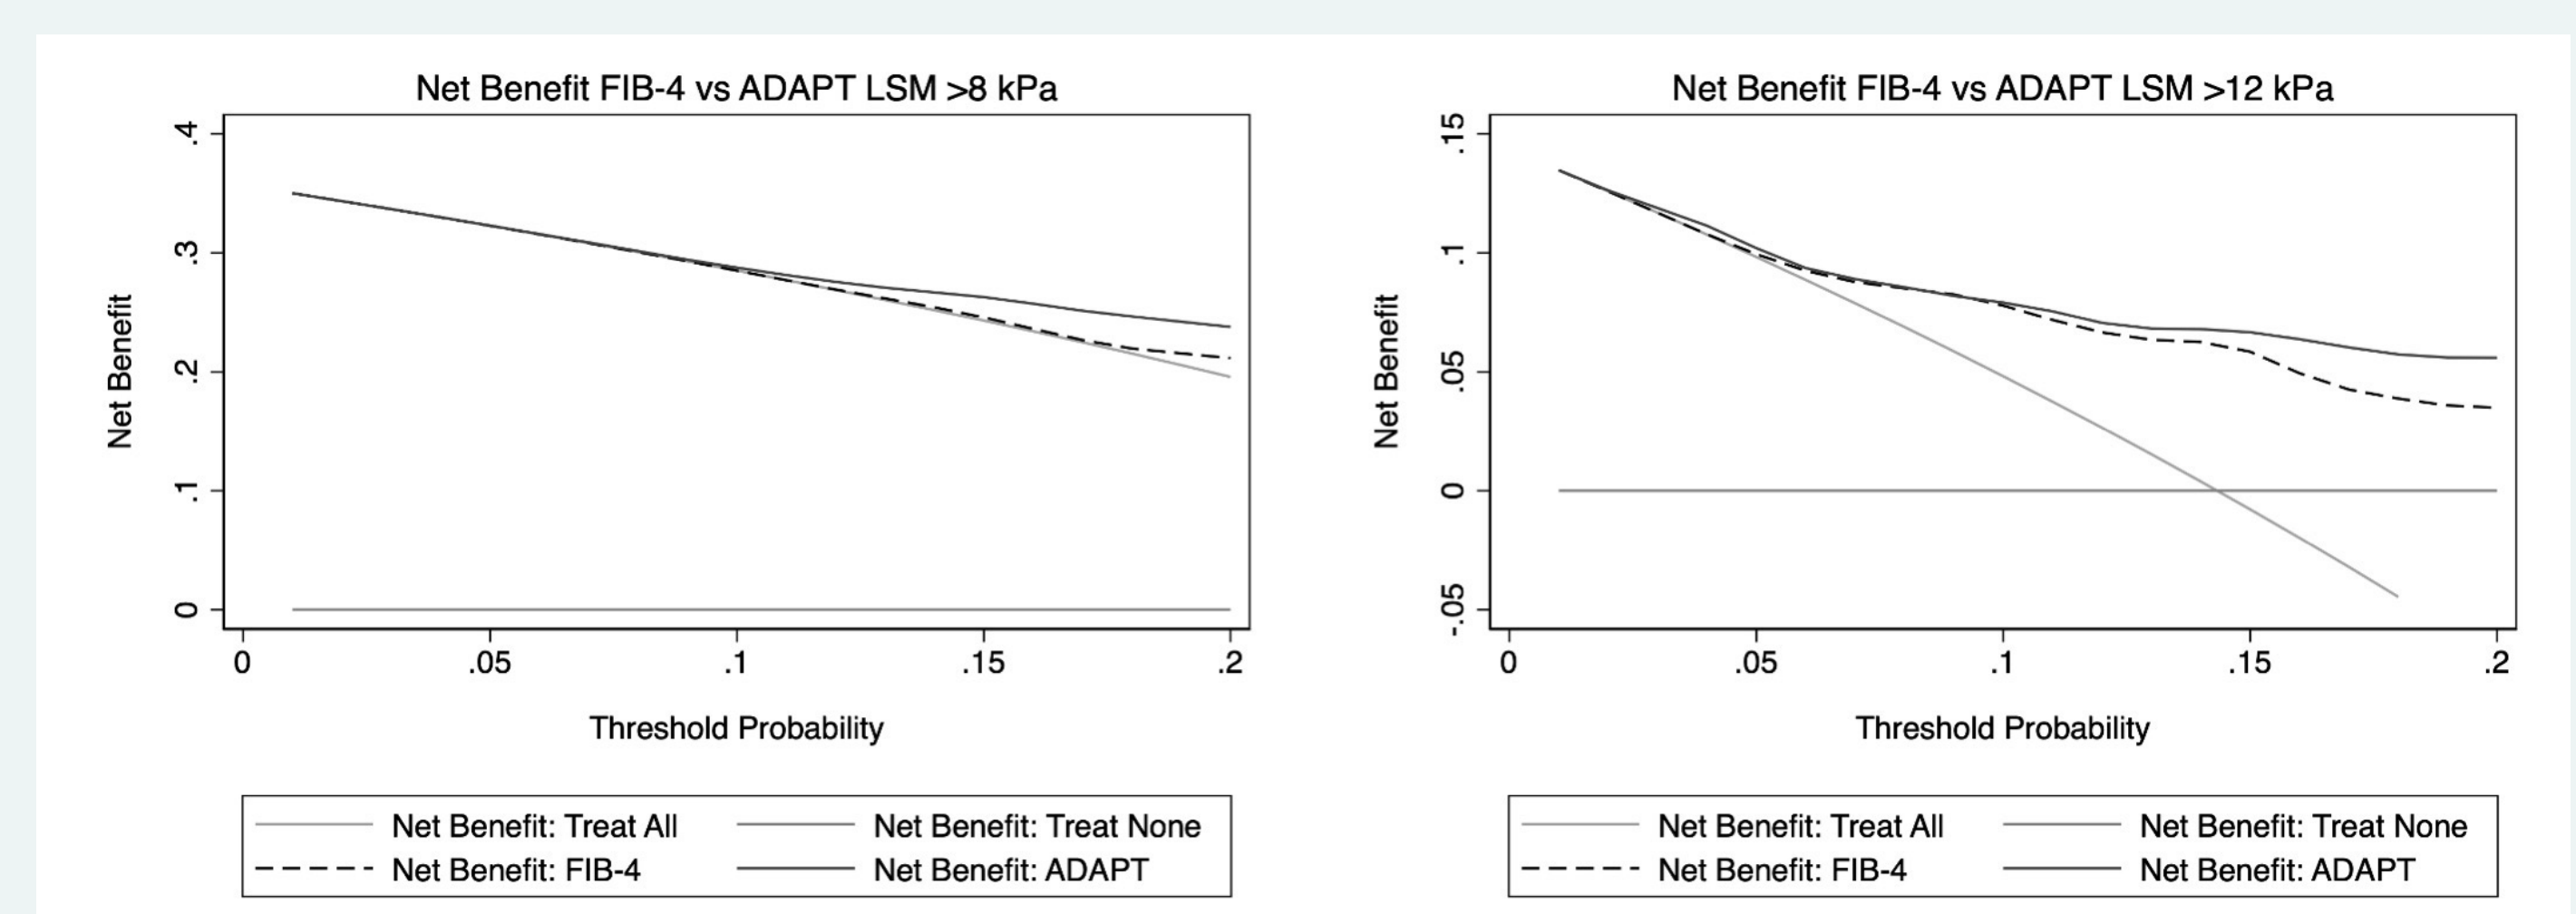 Net Benefit FIB-4 vs ADAPT LSM >8 kPa
Net Benefit
.4
.3
.2
.1
0
0 .05 .1 .15 .2
Threshold Probability
Net Benefit: Treat All Net Benefit: Treat None
Net Benefit: FIB-4 Net Benefit: ADAPT
Net Benefit FIB-4 vs ADAPT LSM >12 kPa
Net Benefit
.15
.1
.05
0
-.05
0 .05 .1 .15 .2
Threshold Probability
Net Benefit: Treat All Net Benefit: Treat None
Net Benefit: FIB-4 Net Benefit: ADAPT